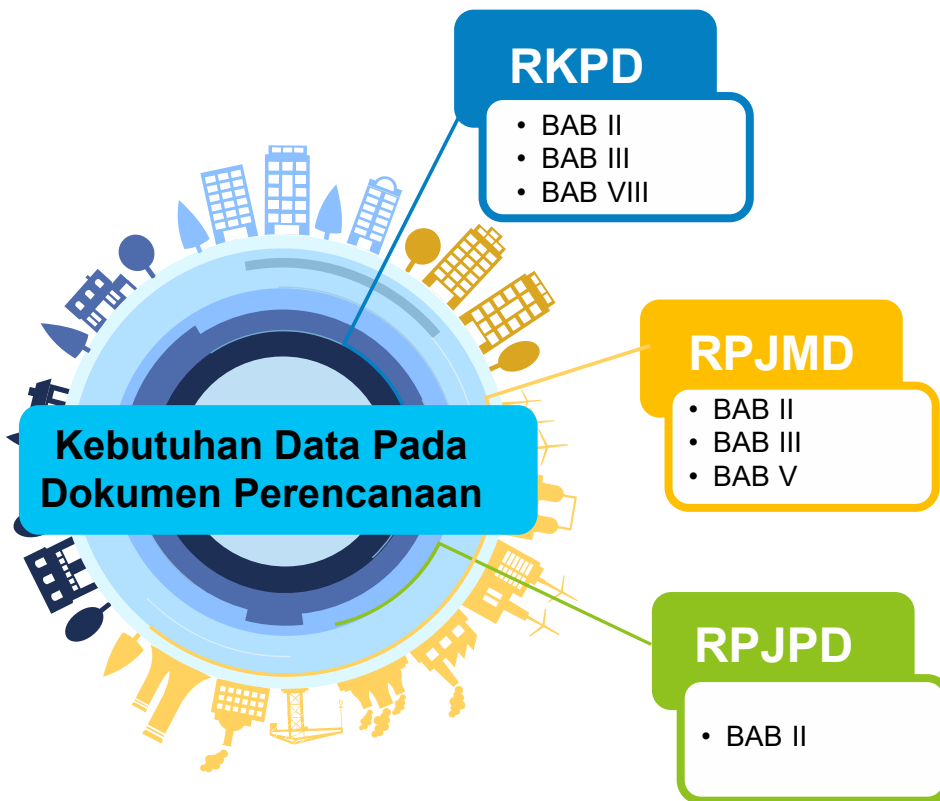 RKPD
• BAB II
• BAB III
• BAB VIII
Kebutuhan Data Pada
Dokumen Perencanaan
RPJMD
• BAB II
• BAB III
• BAB V
RPJPD
• BAB II